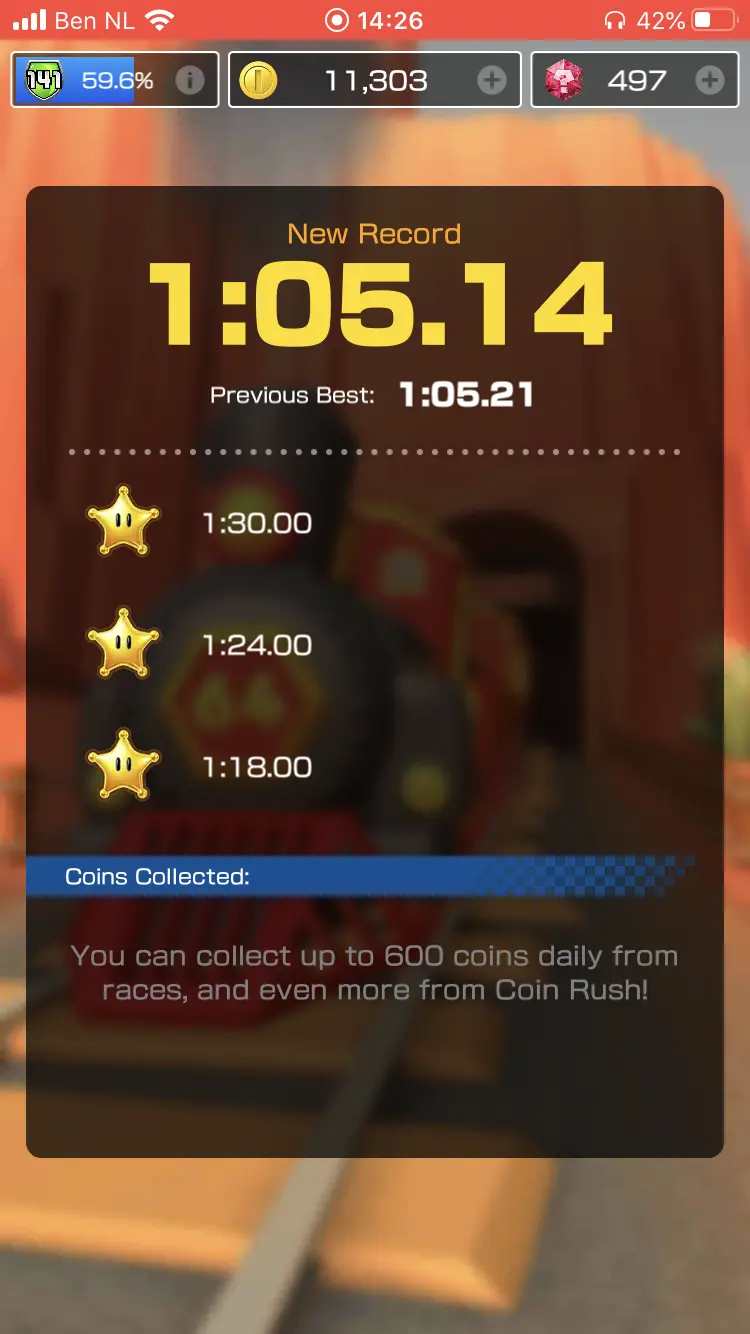 Ben NL 14:26 42%
141 59.6% 11,303 497
New Record
1:05.14
Previous Best: 1:05.21
1:30.00
1:24.00
1:18.00
64
Coins Collected:
You can collect up to 600 coins daily from
races, and even more from Coin Rush!